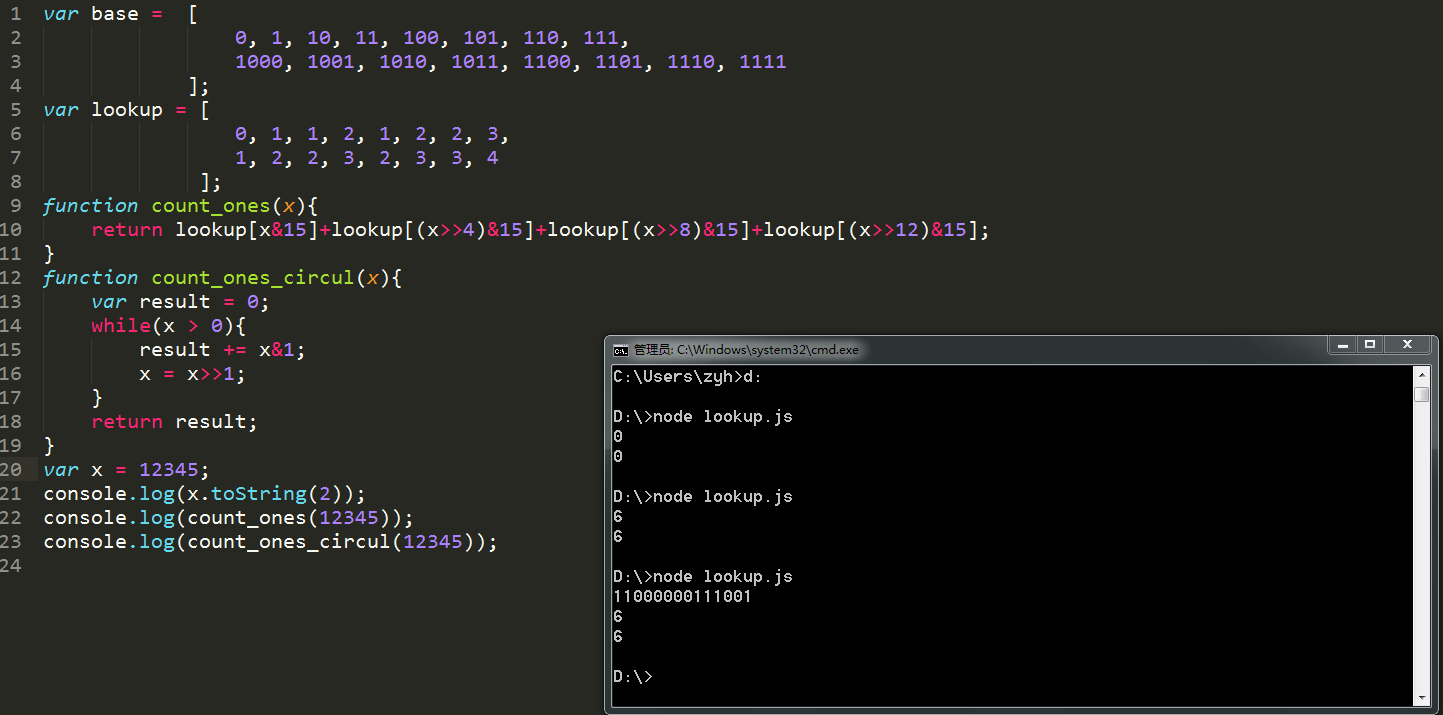 1 var base =  [
2                 0, 1, 10, 11, 100, 101, 110, 111,
3                 1000, 1001, 1010, 1011, 1100, 1101, 1110, 1111
4             ];
5 var lookup = [
6                 0, 1, 1, 2, 1, 2, 2, 3,
7                 1, 2, 2, 3, 2, 3, 3, 4
8              ];
9 function count_ones(x){
10     return lookup[x&15]+lookup[(x>>4)&15]+lookup[(x>>8)&15]+lookup[(x>>12)&15];
11 }
12 function count_ones_circul(x){
13     var result = 0;
14     while(x > 0){
15         result += x&1;
16         x = x>>1;
17     }
18     return result;
19 }
20 var x = 12345;
21 console.log(x.toString(2));
22 console.log(count_ones(12345));
23 console.log(count_ones_circul(12345));
24
管理员: C:\Windows\system32\cmd.exe
C:\Users\zyh>d:
D:\>node lookup.js
0
0
D:\>node lookup.js
6
6
D:\>node lookup.js
11000000111001
6
6
D:\>